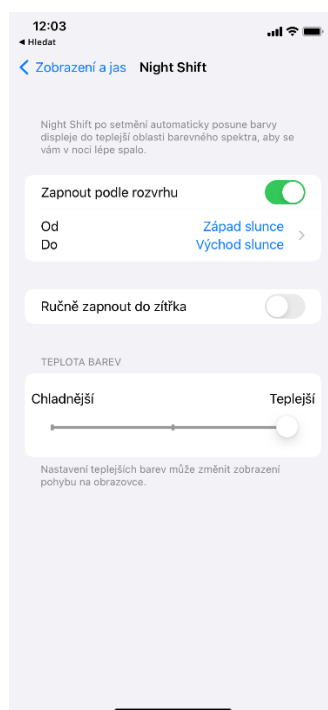 12:03
◀ Hledat
Zobrazení a jas Night Shift
Night Shift po setmění automaticky posune barvy
displeje do teplejší oblasti barevného spektra, aby se
vám v noci lépe spalo.
Zapnout podle rozvrhu
Od Západ slunce
Do Východ slunce
Ručně zapnout do zítřka
TEPLOTA BAREV
Chladnější Teplejší
Nastavení teplejších barev může změnit zobrazení
pohybu na obrazovce.